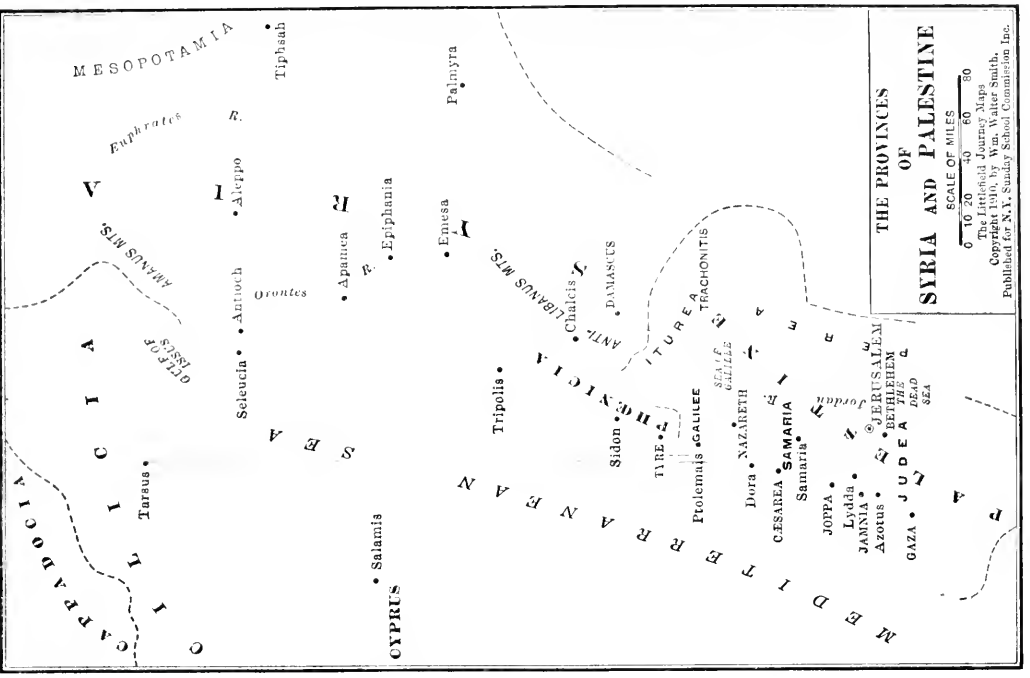 THE PROVINCES
OF
SYRIA AND PALESTINE
SCALE OF MILES
0 10 20 40 60 80
The Littlefield Journey Maps
Copyright 1910, by Wm. Walter Smith.
Published for N.Y. Sunday School Commission Inc.
CAPPADOCIA
CILICIA
Tarsus
GULF OF
ISSUS
AMANUS MTS.
MESOPOTAMIA
Euphrates R.
Tiphsah
Aleppo
Antioch
Seleucia
Orontes R.
SYRIA
Apamea
Epiphania
Emesa
Palmyra
Salamis
CYPRUS
MEDITERRANEAN SEA
Tripolis
ANTI-LIBANUS MTS.
Chalcis
DAMASCUS
PHŒNICIA
Sidon
TYRE
ITUREA
TRACHONITIS
Ptolemais
GALILEE
SEA OF
GALILLE
NAZARETH
Dora
CÆSAREA
SAMARIA
Samaria
PEREA
Jordan
JOPPA
Lydda
JAMNIA
Azotus
GAZA
JERUSALEM
BETHLEHEM
THE
DEAD
SEA
JUDEA
PALESTINE